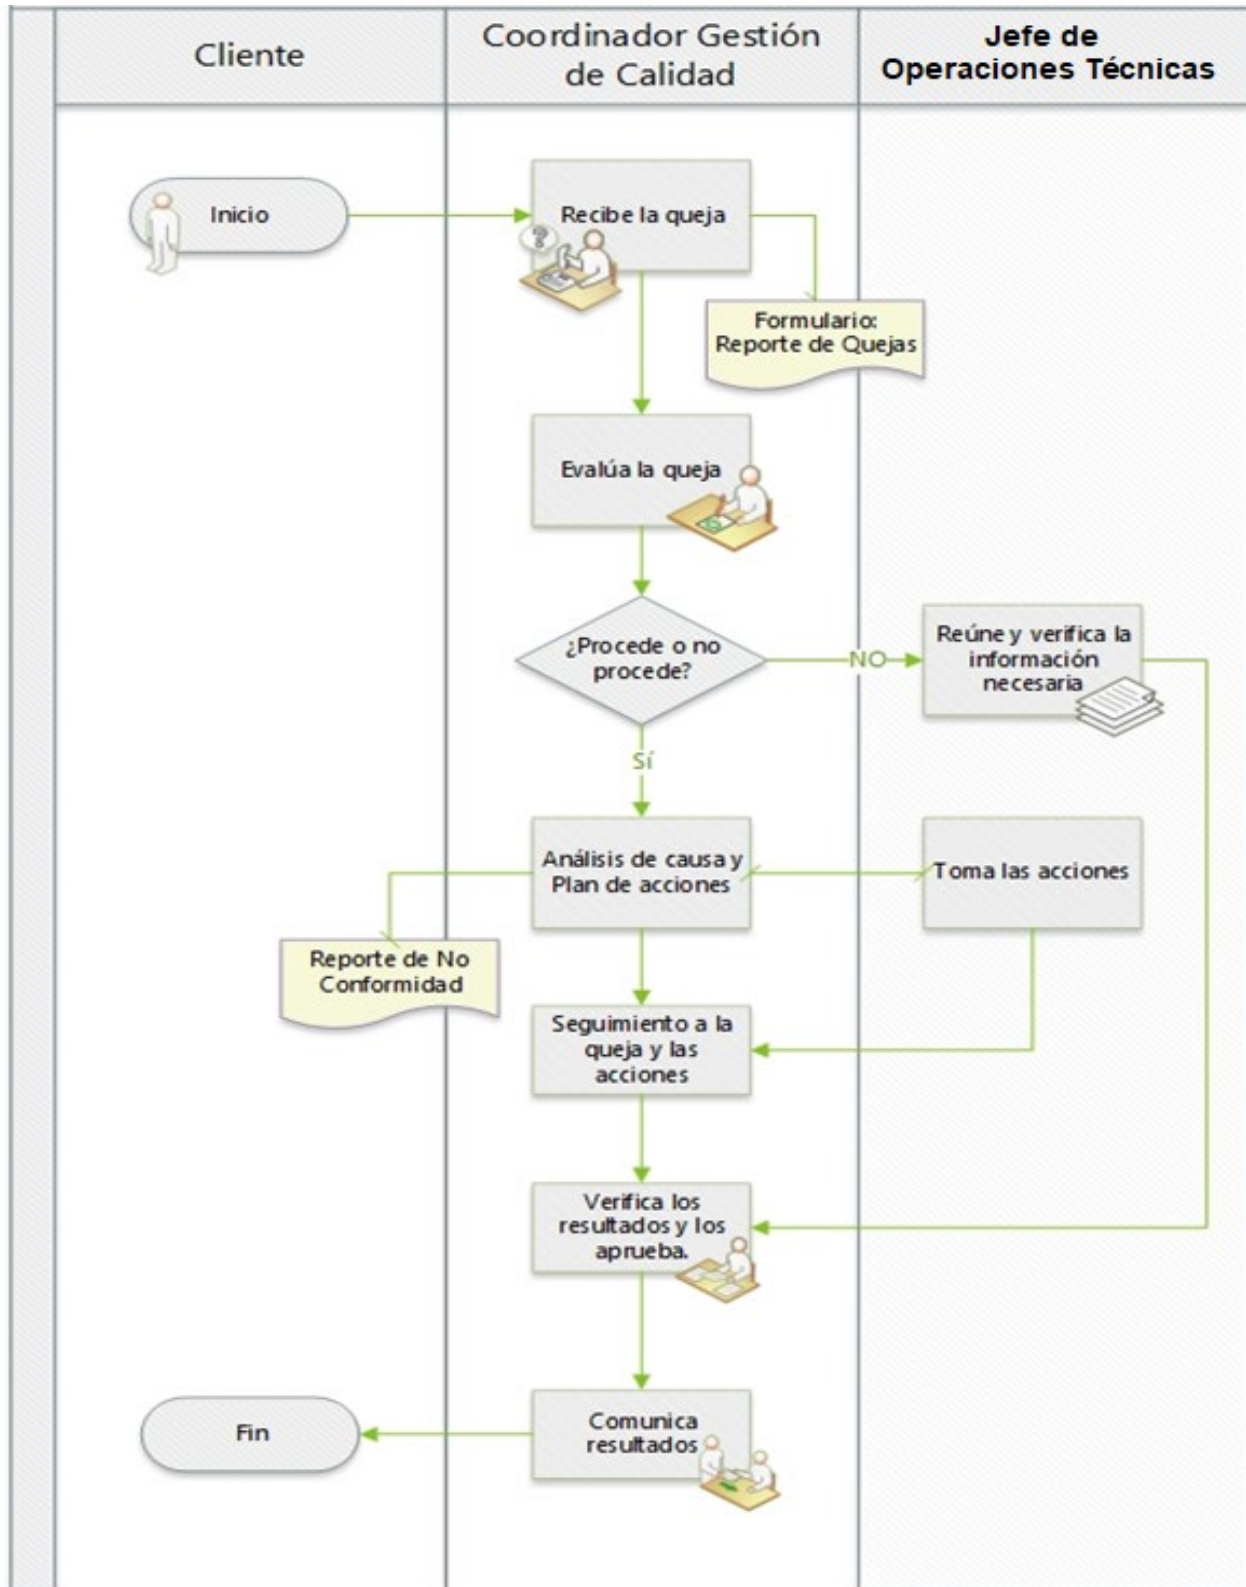 Cliente
Coordinador Gestión
de Calidad
Jefe de
Operaciones Técnicas
Inicio
Recibe la queja
?
Formulario:
Reporte de Quejas
Evalúa la queja
¿Procede o no
procede?
NO
Reúne y verifica la
información
necesaria
Sí
Análisis de causa y
Plan de acciones
Toma las acciones
Reporte de No
Conformidad
Seguimiento a la
queja y las
acciones
Verifica los
resultados y los
aprueba.
Comunica
resultados
Fin